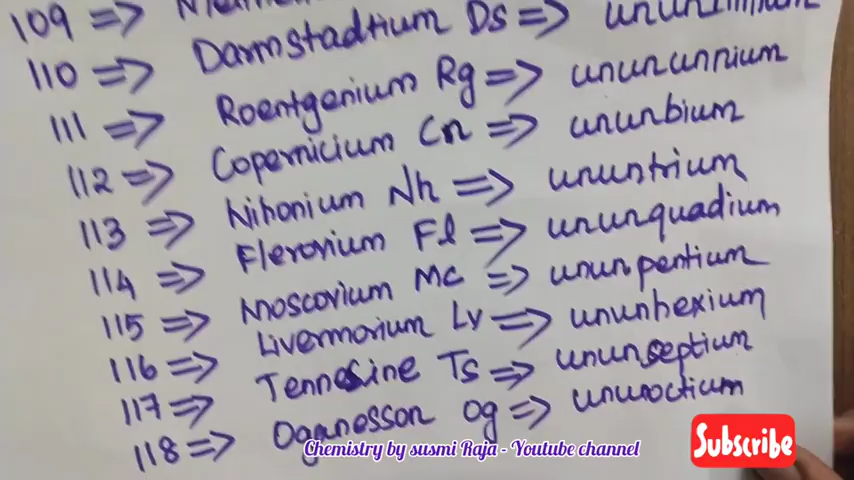 109 =>
110 => Darmstadtium Ds =>
111 => Roentgenium Rg => unununnium
112 => Copernicium Cn => ununbium
113 => Nihonium Nh => ununtrium
114 => Flerovium Fl => ununquadium
115 => Moscovium Mc => ununpentium
116 => Livermorium Lv => ununhexium
117 => Tennesine Ts => ununseptium
118 => Oganesson Og => ununoctium
Chemistry by susmi Raja - Youtube channel
Subscribe